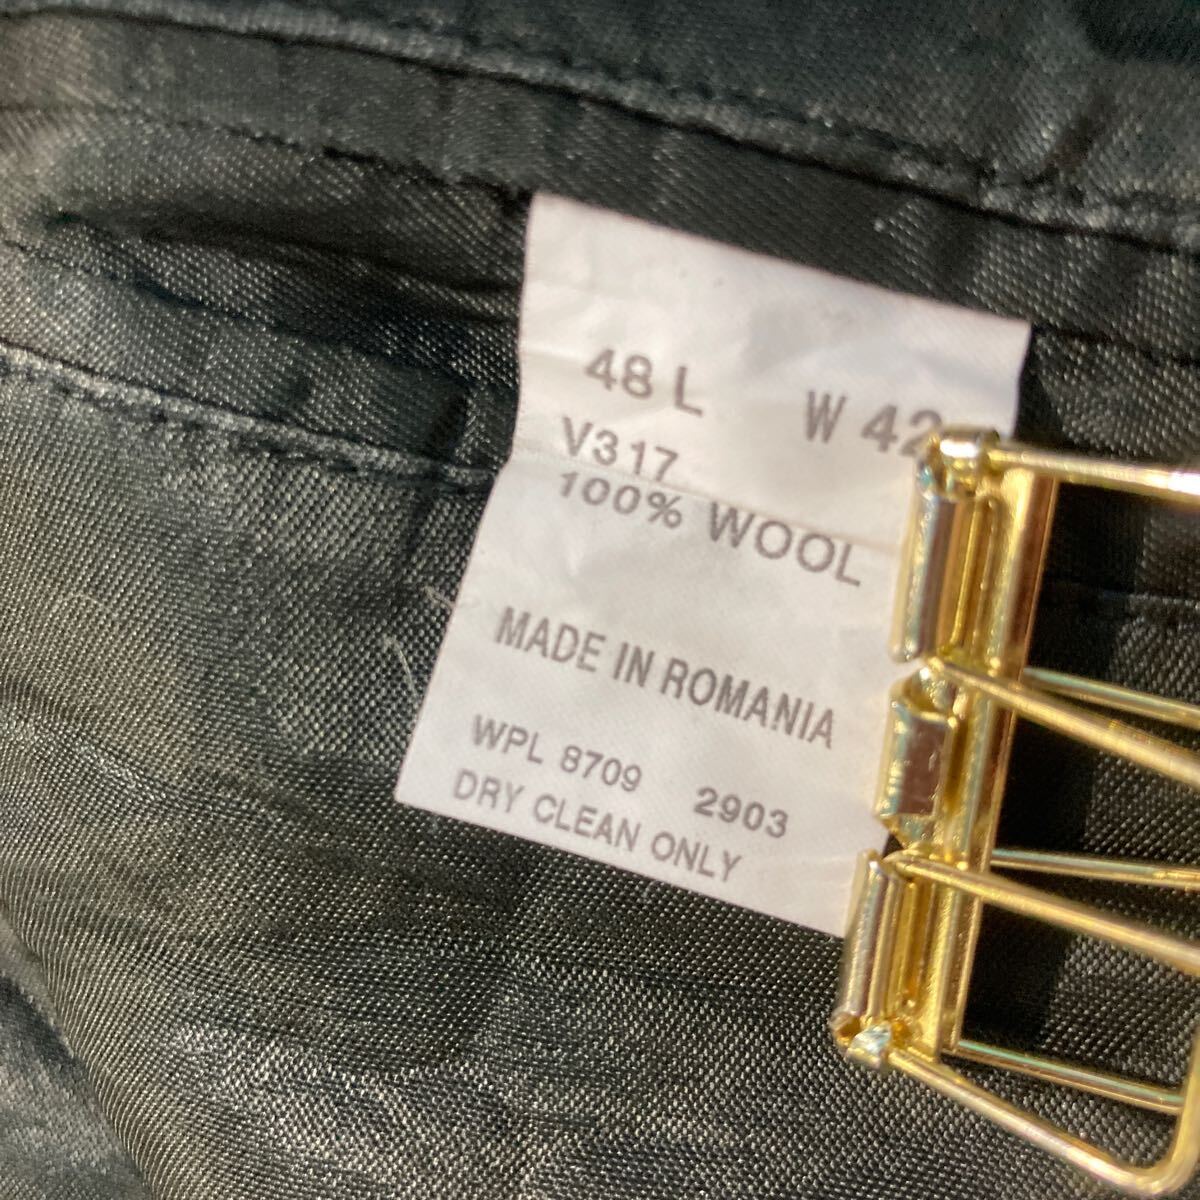 48 L W 42
V317
100% WOOL
MADE IN ROMANIA
WPL 8709 2903
DRY CLEAN ONLY